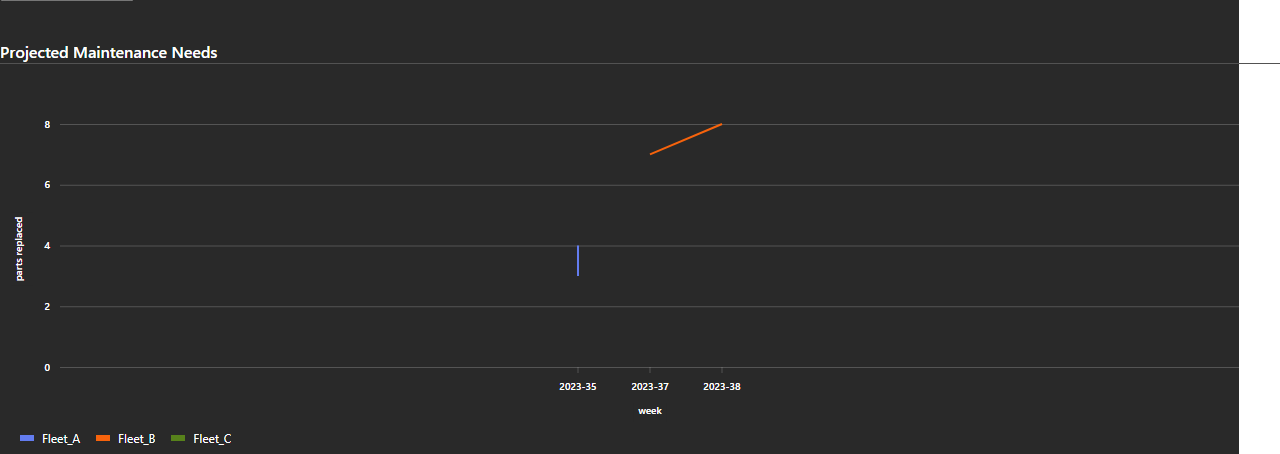 Projected Maintenance Needs
8
6
4
2
0
parts replaced
2023-35 2023-37 2023-38
week
Fleet_A Fleet_B Fleet_C